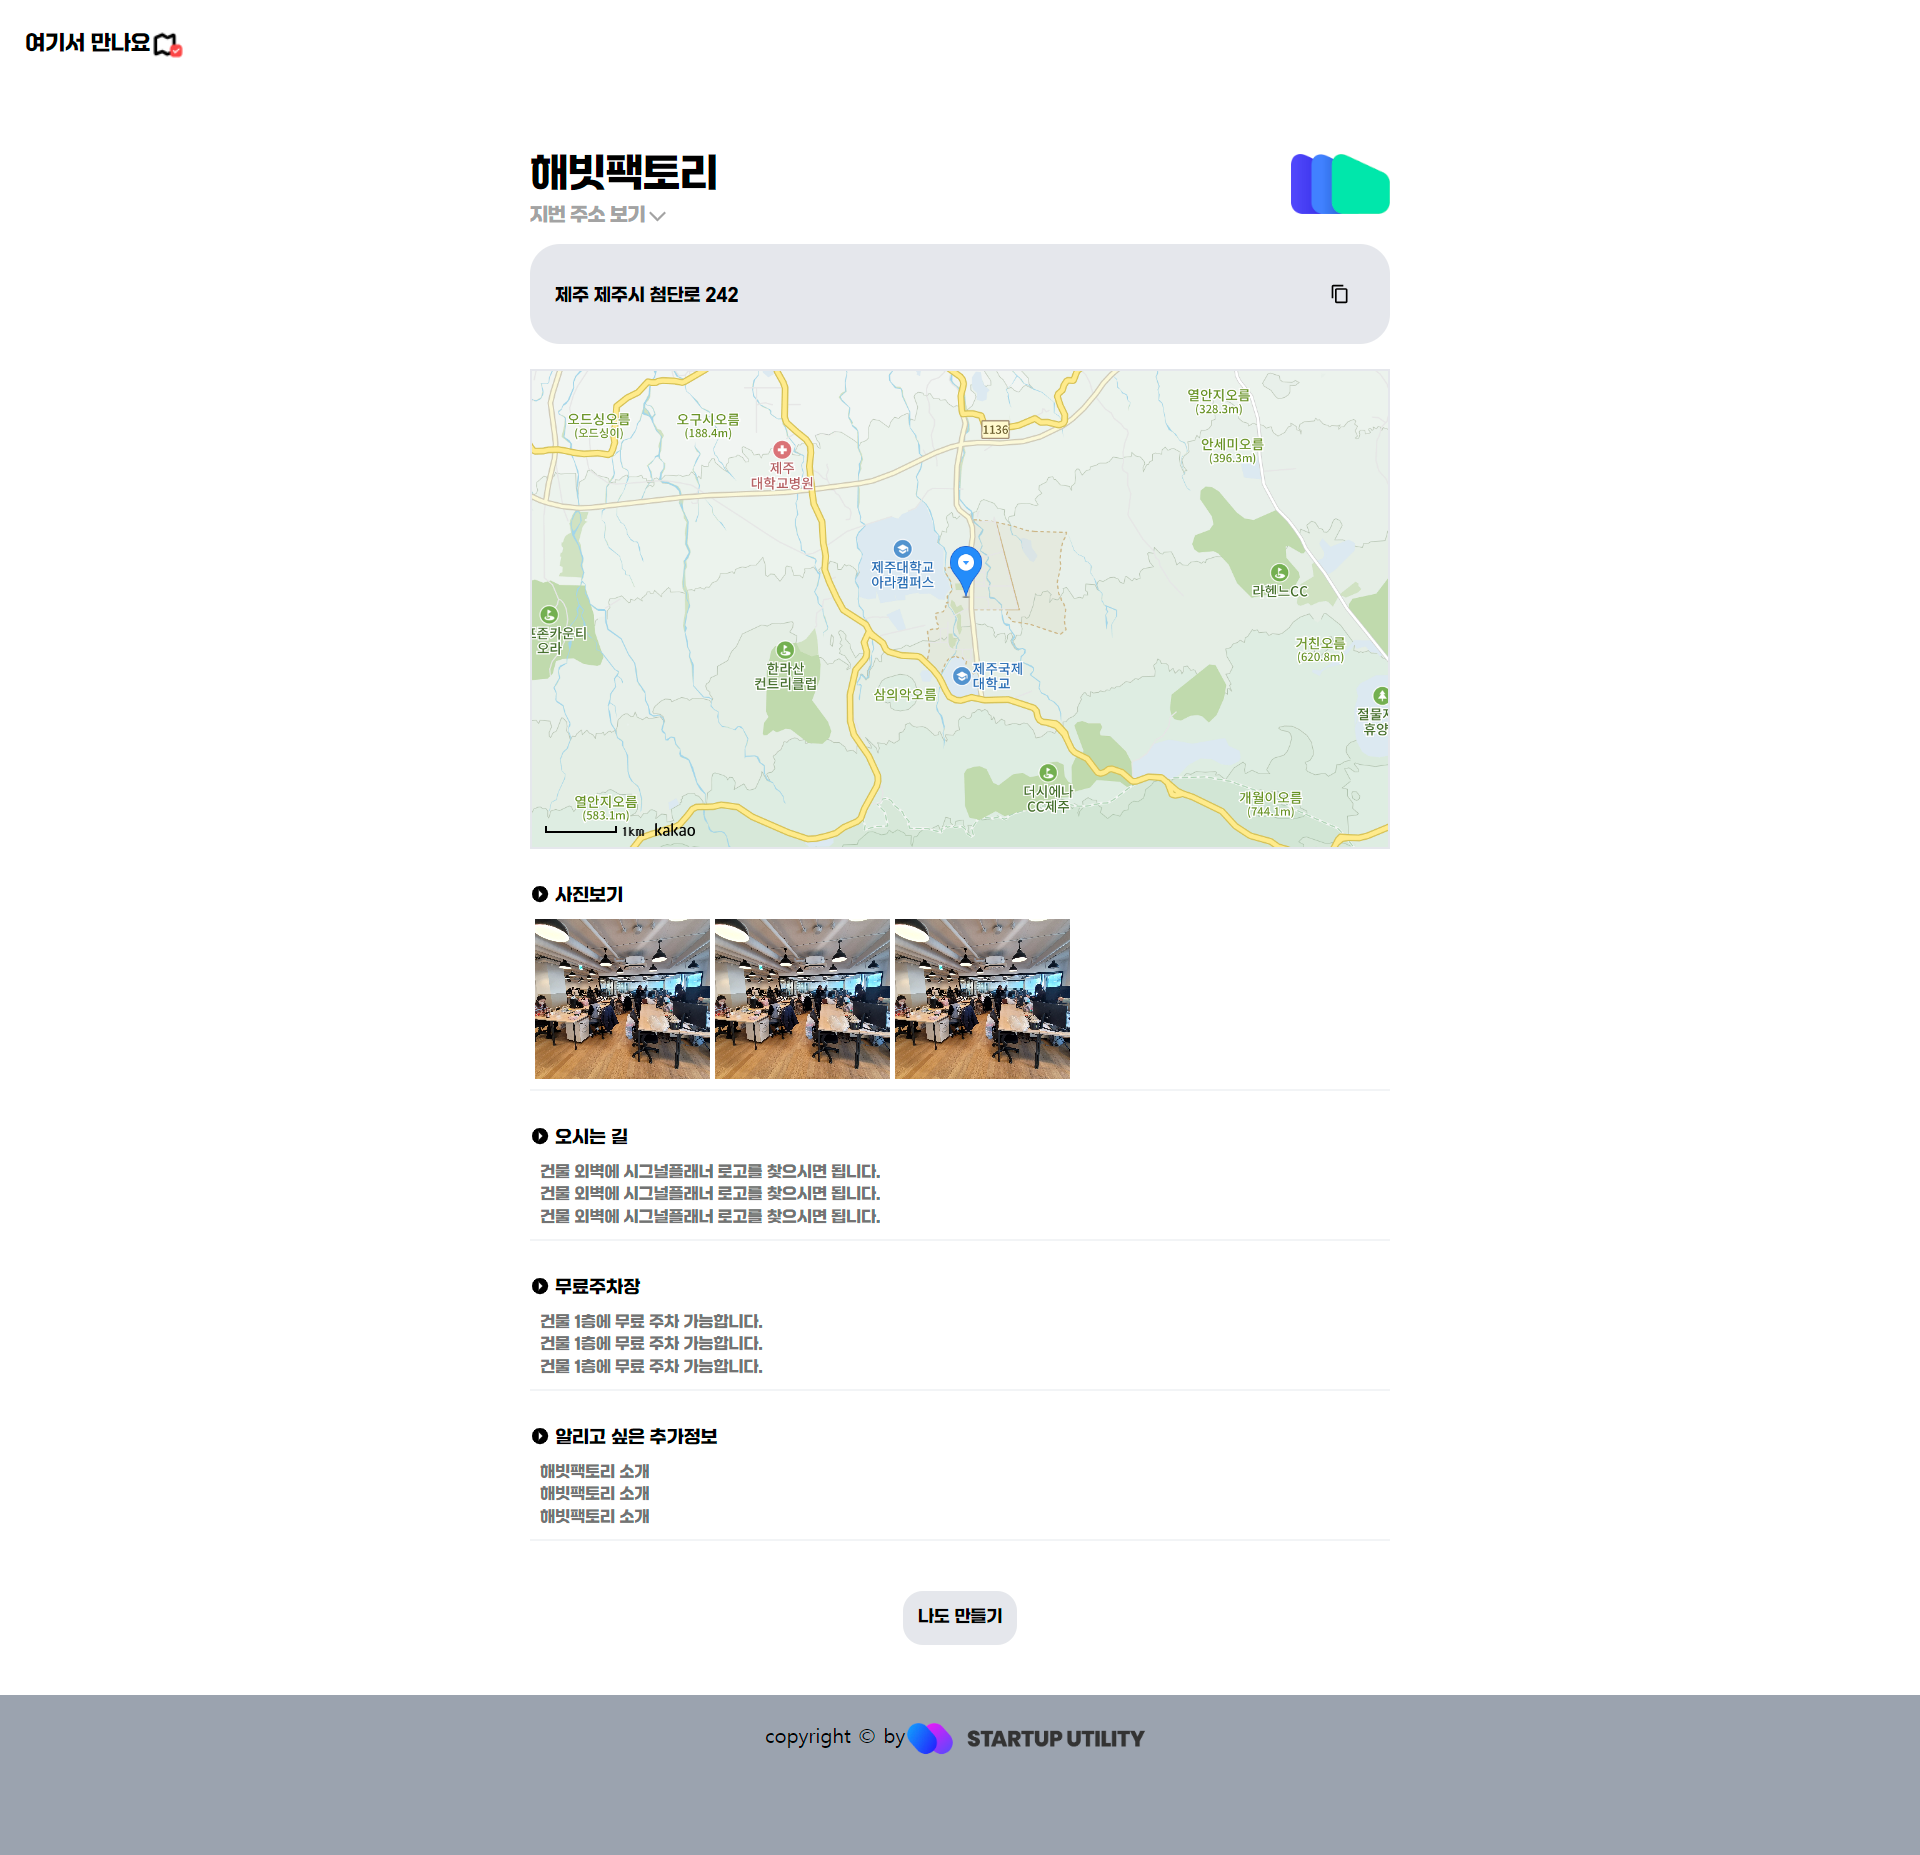 여기서 만나요
해빗팩토리
지번 주소 보기
제주 제주시 첨단로 242
오드싱오름
(오드싱이)
오구시오름
(188.4m)
1136
열안지오름
(328.3m)
안세미오름
(396.3m)
제주
대학교병원
제주대학교
아라캠퍼스
라헨느CC
프존카운티
오라
거친오름
(620.8m)
한라산
컨트리클럽
제주국제
대학교
삼의악오름
절물자
휴양
더시에나
CC제주
개월이오름
(744.1m)
열안지오름
(583.1m)
1km kakao
사진보기
오시는 길
건물 외벽에 시그널플래너 로고를 찾으시면 됩니다.
건물 외벽에 시그널플래너 로고를 찾으시면 됩니다.
건물 외벽에 시그널플래너 로고를 찾으시면 됩니다.
무료주차장
건물 1층에 무료 주차 가능합니다.
건물 1층에 무료 주차 가능합니다.
건물 1층에 무료 주차 가능합니다.
알리고 싶은 추가정보
해빗팩토리 소개
해빗팩토리 소개
해빗팩토리 소개
나도 만들기
copyright © by STARTUP UTILITY